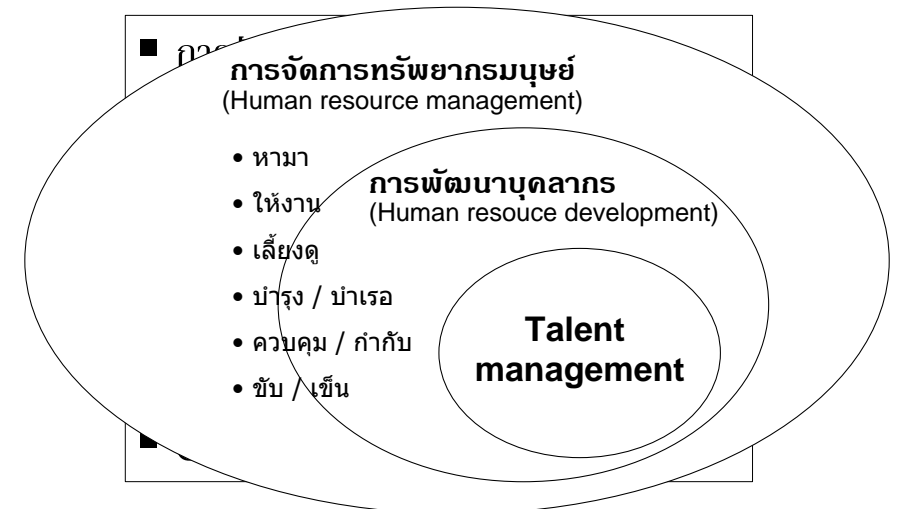 การจัดการทรัพยากรมนุษย์
(Human resource management)
• หามา
• ให้งาน
• เลี้ยงดู
• บำรุง / บำเรอ
• ควบคุม / กำกับ
• ขับ / เข็น
การพัฒนาบุคลากร
(Human resouce development)
Talent
management